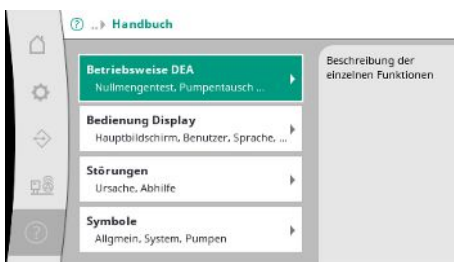 ..▸ Handbuch
Betriebsweise DEA
Nullmengentest, Pumpentausch ...
Bedienung Display
Hauptbildschirm, Benutzer, Sprache, ...
Störungen
Ursache, Abhilfe
Symbole
Allgmein, System, Pumpen
Beschreibung der
einzelnen Funktionen